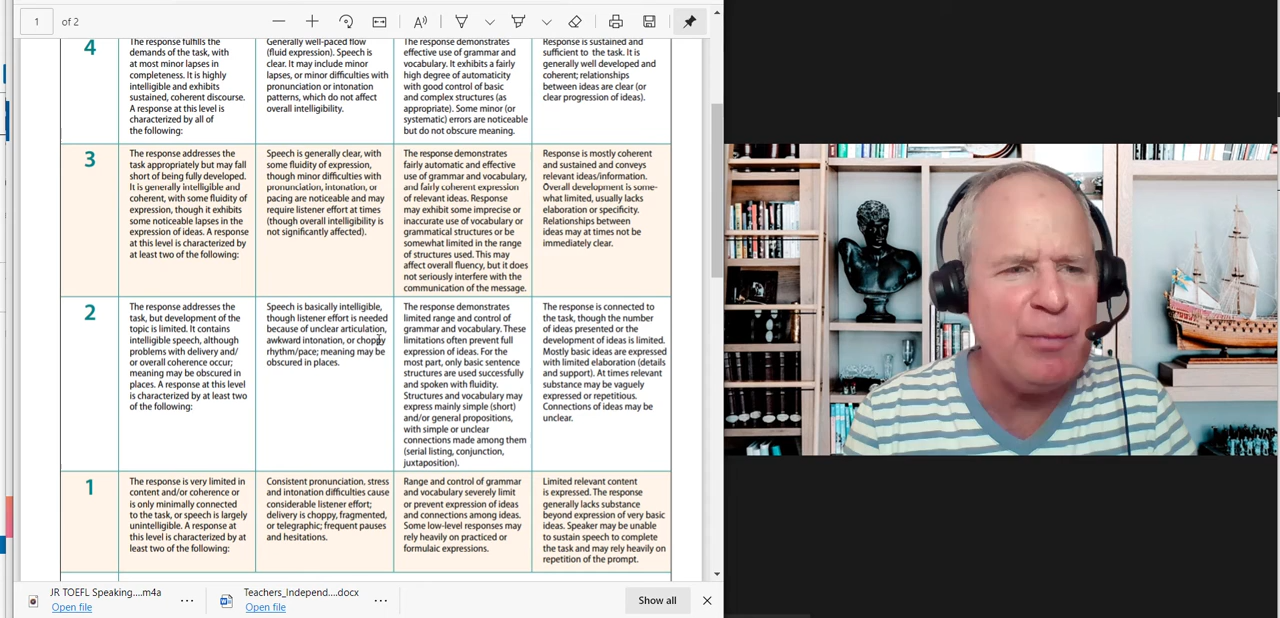 1 of 2
4
The response fulfills the
demands of the task, with
at most minor lapses in
completeness. It is highly
intelligible and exhibits
sustained, coherent discourse.
A response at this level is
characterized by all of
the following:
Generally well-paced flow
(fluid expression). Speech is
clear. It may include minor
lapses, or minor difficulties with
pronunciation or intonation
patterns, which do not affect
overall intelligibility.
The response demonstrates
effective use of grammar and
vocabulary. It exhibits a fairly
high degree of automaticity
with good control of basic
and complex structures (as
appropriate). Some minor (or
systematic) errors are noticeable
but do not obscure meaning.
Response is sustained and
sufficient to the task. It is
generally well developed and
coherent; relationships
between ideas are clear (or
clear progression of ideas).
3
The response addresses the
task appropriately but may fall
short of being fully developed.
It is generally intelligible and
coherent, with some fluidity of
expression, though it exhibits
some noticeable lapses in the
expression of ideas. A response
at this level is characterized by
at least two of the following:
Speech is generally clear, with
some fluidity of expression,
though minor difficulties with
pronunciation, intonation, or
pacing are noticeable and may
require listener effort at times
(though overall intelligibility is
not significantly affected).
The response demonstrates
fairly automatic and effective
use of grammar and vocabulary,
and fairly coherent expression
of relevant ideas. Response
may exhibit some imprecise or
inaccurate use of vocabulary or
grammatical structures or be
somewhat limited in the range
of structures used. This may
affect overall fluency, but it does
not seriously interfere with the
communication of the message.
Response is mostly coherent
and sustained and conveys
relevant ideas/information.
Overall development is some-
what limited, usually lacks
elaboration or specificity.
Relationships between
ideas may at times not be
immediately clear.
2
The response addresses the
task, but development of the
topic is limited. It contains
intelligible speech, although
problems with delivery and/
or overall coherence occur;
meaning may be obscured in
places. A response at this level
is characterized by at least two
of the following:
Speech is basically intelligible,
though listener effort is needed
because of unclear articulation,
awkward intonation, or choppy
rhythm/pace; meaning may be
obscured in places.
The response demonstrates
limited range and control of
grammar and vocabulary. These
limitations often prevent full
expression of ideas. For the
most part, only basic sentence
structures are used successfully
and spoken with fluidity.
Structures and vocabulary may
express mainly simple (short)
and/or general propositions,
with simple or unclear
connections made among them
(serial listing, conjunction,
juxtaposition).
The response is connected to
the task, though the number
of ideas presented or the
development of ideas is limited.
Mostly basic ideas are expressed
with limited elaboration (details
and support). At times relevant
substance may be vaguely
expressed or repetitious.
Connections of ideas may be
unclear.
1
The response is very limited in
content and/or coherence or
is only minimally connected
to the task, or speech is largely
unintelligible. A response at
this level is characterized by at
least two of the following:
Consistent pronunciation, stress
and intonation difficulties cause
considerable listener effort;
delivery is choppy, fragmented,
or telegraphic; frequent pauses
and hesitations.
Range and control of grammar
and vocabulary severely limit
or prevent expression of ideas
and connections among ideas.
Some low-level responses may
rely heavily on practiced or
formulaic expressions.
Limited relevant content
is expressed. The response
generally lacks substance
beyond expression of very basic
ideas. Speaker may be unable
to sustain speech to complete
the task and may rely heavily on
repetition of the prompt.
JR TOEFL Speaking....m4a
Open file
Teachers_Independ....docx
Open file
Show all